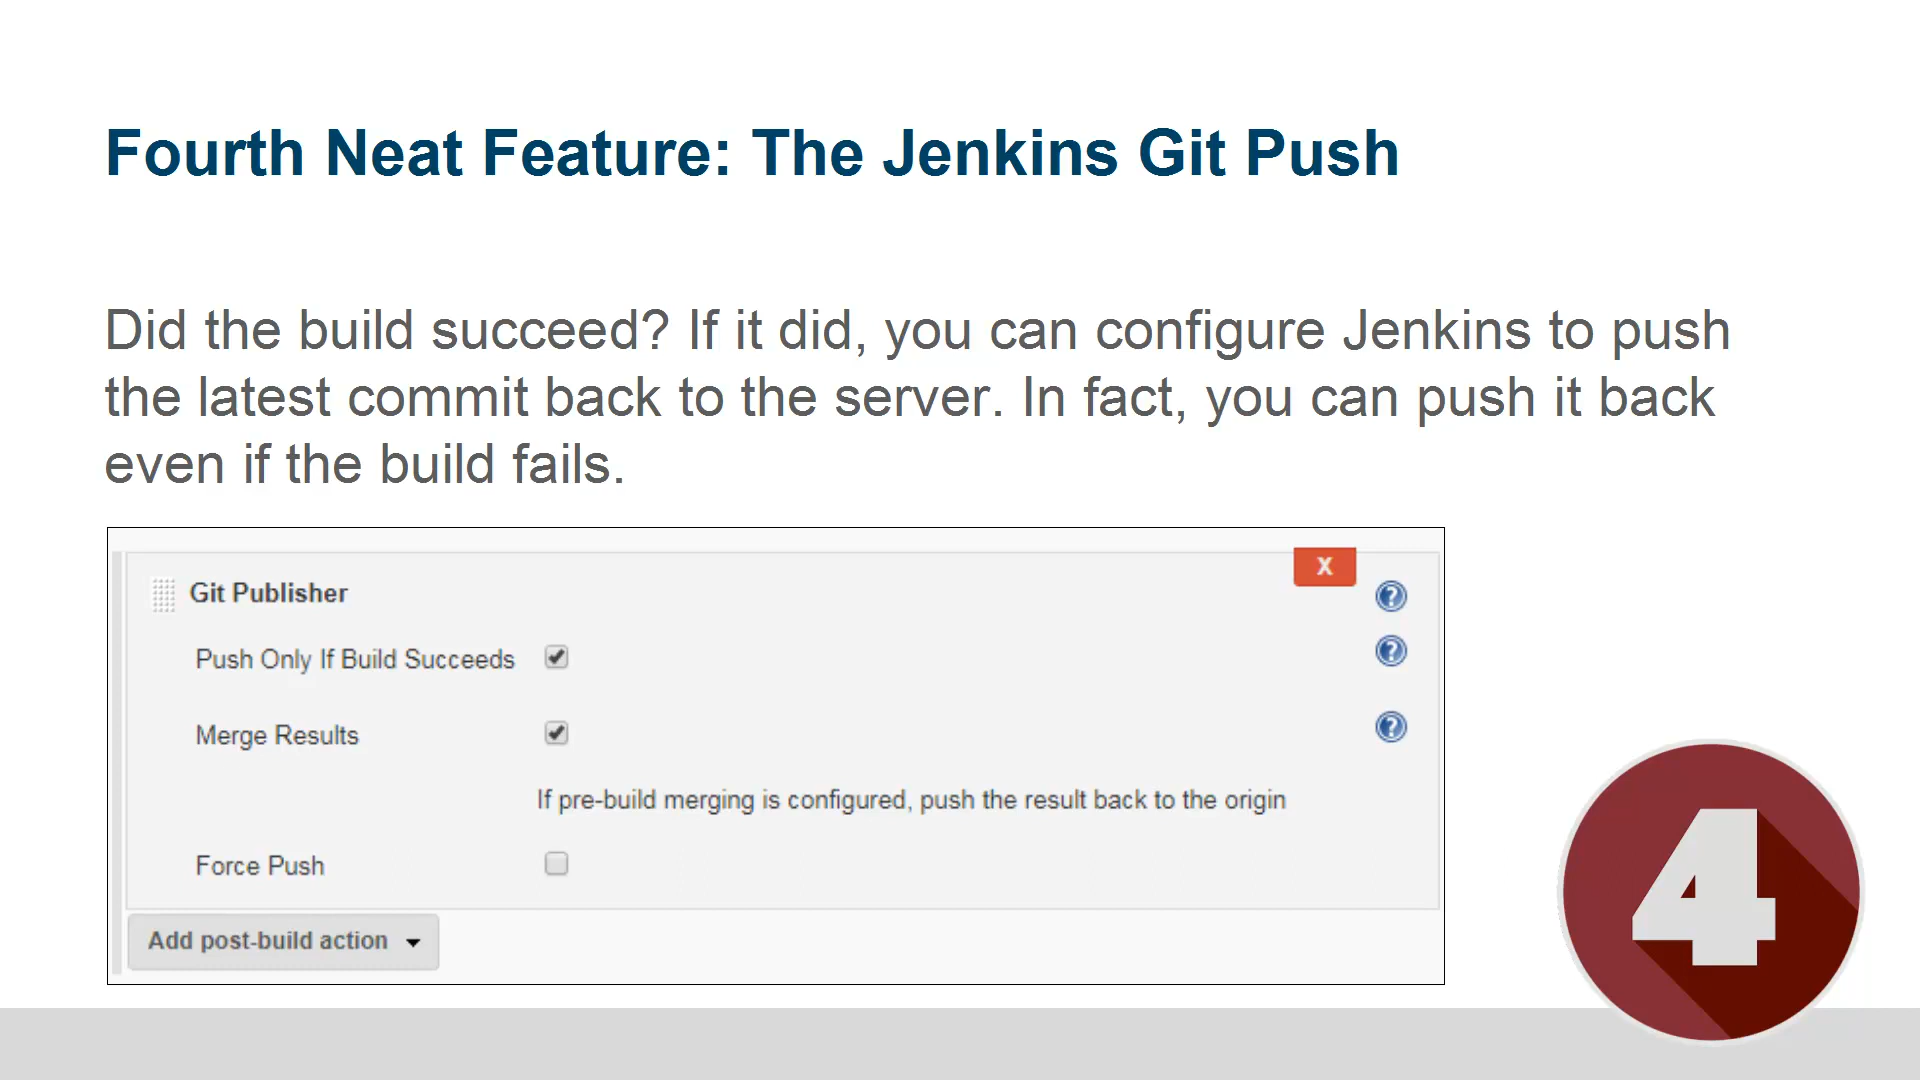 Fourth Neat Feature: The Jenkins Git Push
Did the build succeed? If it did, you can configure Jenkins to push
the latest commit back to the server. In fact, you can push it back
even if the build fails.
X
Git Publisher
?
Push Only If Build Succeeds
?
Merge Results
?
If pre-build merging is configured, push the result back to the origin
Force Push
Add post-build action
4